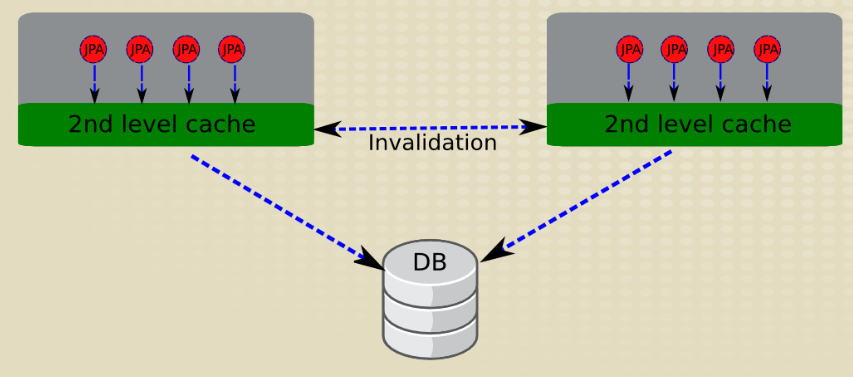 JPA JPA JPA JPA
JPA JPA JPA JPA
2nd level cache
2nd level cache
Invalidation
DB